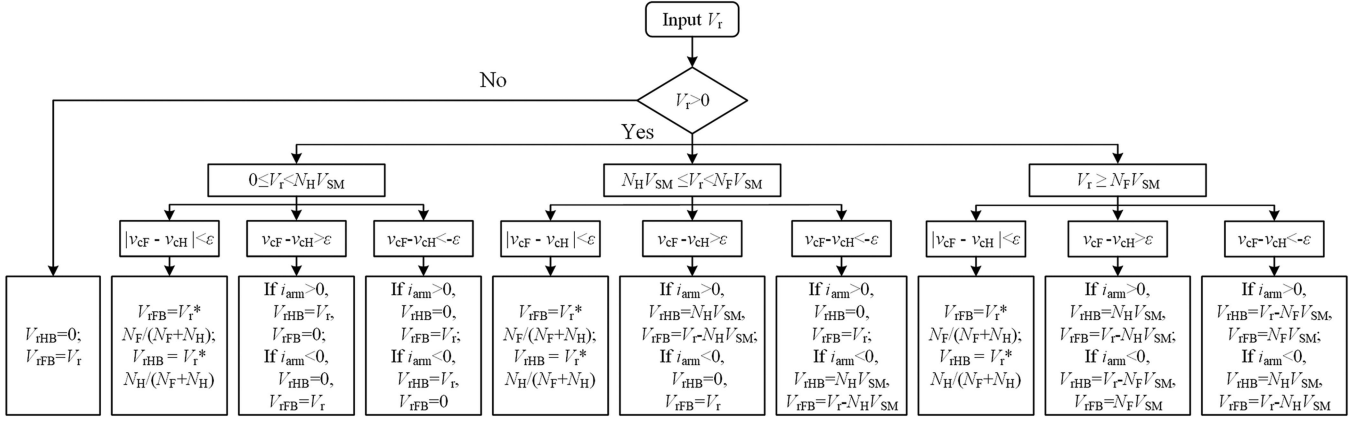 Input Vr
No
Vr>0
Yes
0≤Vr<NHVSM
NHVSM ≤Vr<NFVSM
Vr ≥ NFVSM
|vcF - vcH |<ε
vcF-vcH>ε
vcF-vcH<-ε
|vcF - vcH |<ε
vcF-vcH>ε
vcF-vcH<-ε
|vcF - vcH |<ε
vcF-vcH>ε
vcF-vcH<-ε
VrHB=0;
VrFB=Vr
VrFB=Vr*
NF/(NF+NH);
VrHB = Vr*
NH/(NF+NH)
If iarm>0,
VrHB=Vr,
VrFB=0;
If iarm<0,
VrHB=0,
VrFB=Vr
If iarm>0,
VrHB=0,
VrFB=Vr;
If iarm<0,
VrHB=Vr,
VrFB=0
VrFB=Vr*
NF/(NF+NH);
VrHB = Vr*
NH/(NF+NH)
If iarm>0,
VrHB=NHVSM,
VrFB=Vr-NHVSM;
If iarm<0,
VrHB=0,
VrFB=Vr
If iarm>0,
VrHB=0,
VrFB=Vr;
If iarm<0,
VrHB=NHVSM,
VrFB=Vr-NHVSM
VrFB=Vr*
NF/(NF+NH);
VrHB = Vr*
NH/(NF+NH)
If iarm>0,
VrHB=NHVSM,
VrFB=Vr-NHVSM;
If iarm<0,
VrHB=Vr-NFVSM,
VrFB=NFVSM
If iarm>0,
VrHB=Vr-NFVSM,
VrFB=NFVSM;
If iarm<0,
VrHB=NHVSM,
VrFB=Vr-NHVSM